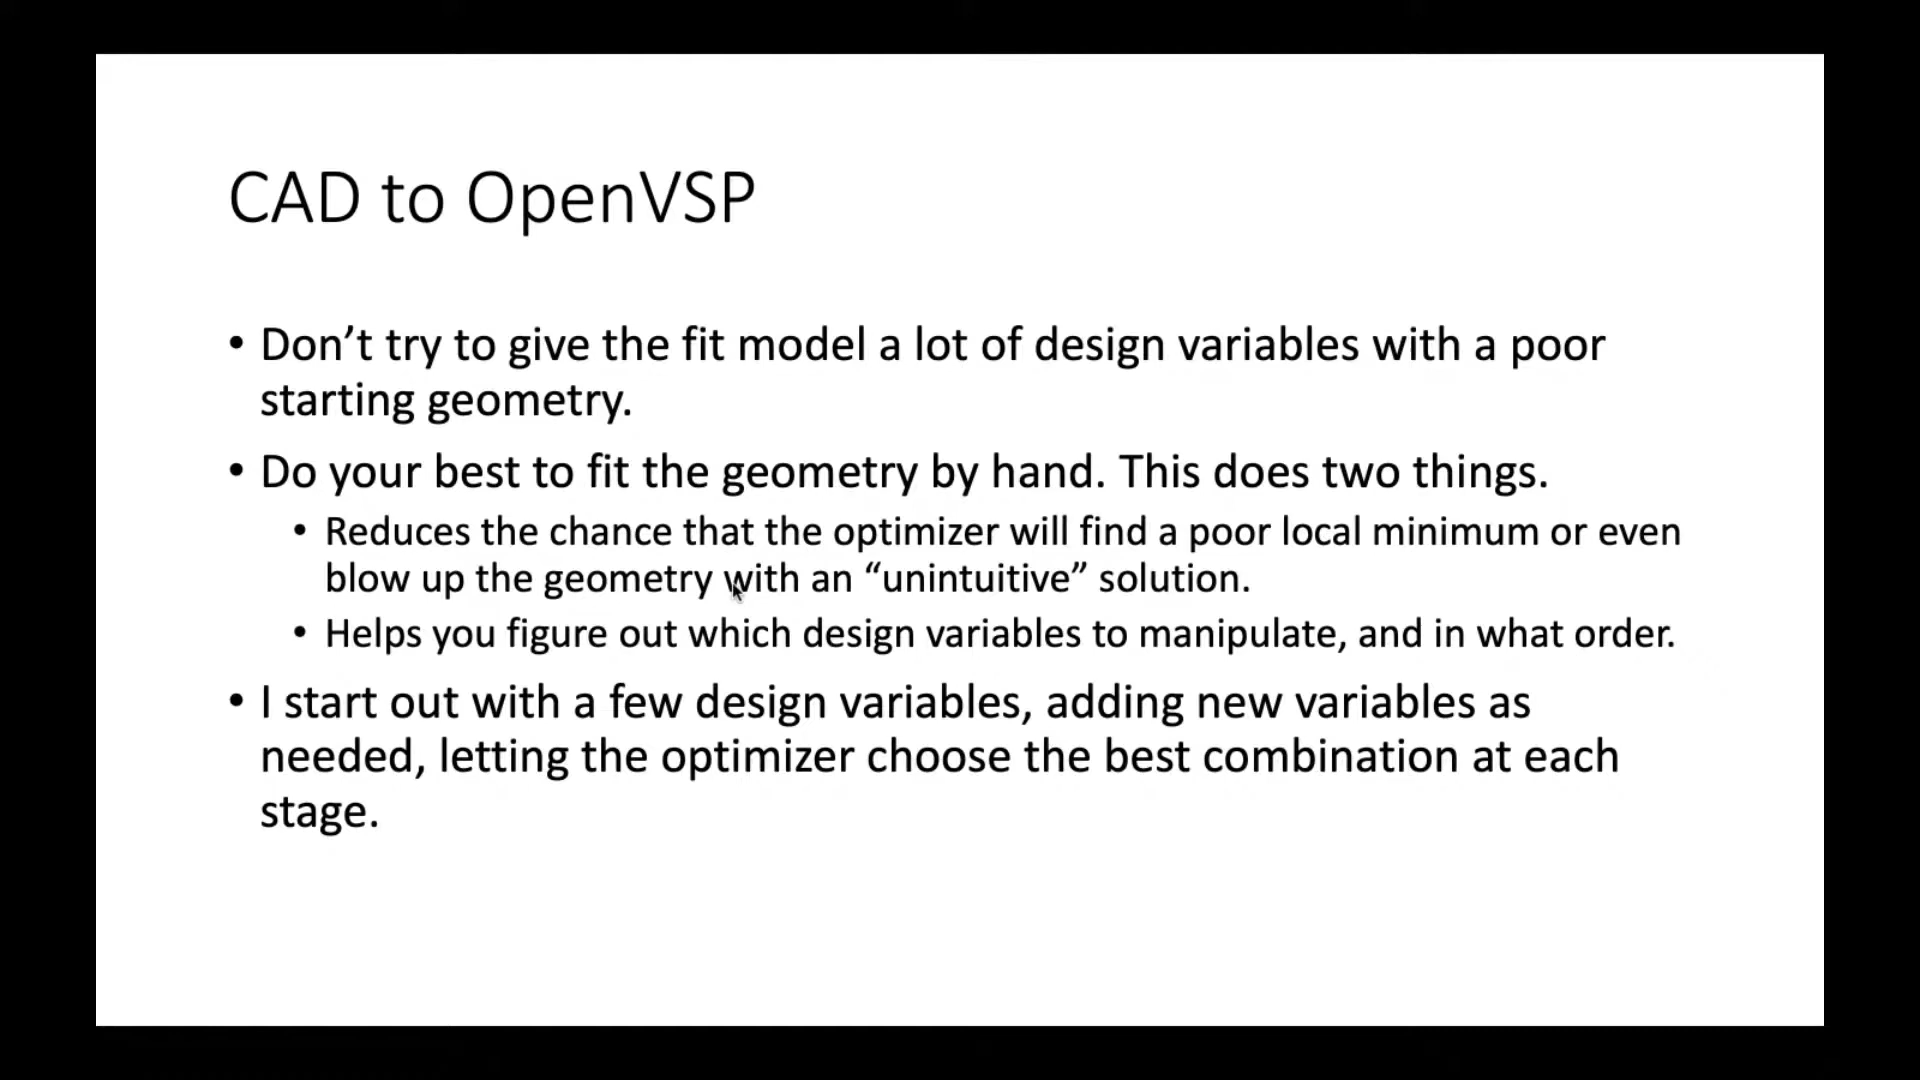 CAD to OpenVSP
• Don’t try to give the fit model a lot of design variables with a poor
starting geometry.
• Do your best to fit the geometry by hand. This does two things.
• Reduces the chance that the optimizer will find a poor local minimum or even
blow up the geometry with an “unintuitive” solution.
• Helps you figure out which design variables to manipulate, and in what order.
• I start out with a few design variables, adding new variables as
needed, letting the optimizer choose the best combination at each
stage.